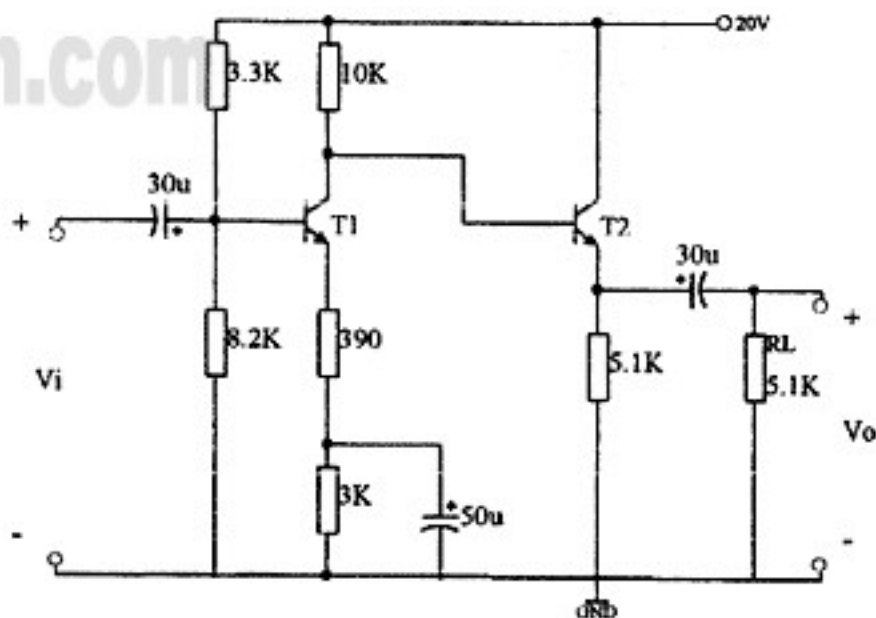 n.com
20V
3.3K
10K
30u
+
T1
T2
30u
+
8.2K
390
5.1K
RL
5.1K
Vi
Vo
3K
50u
-
-
GND